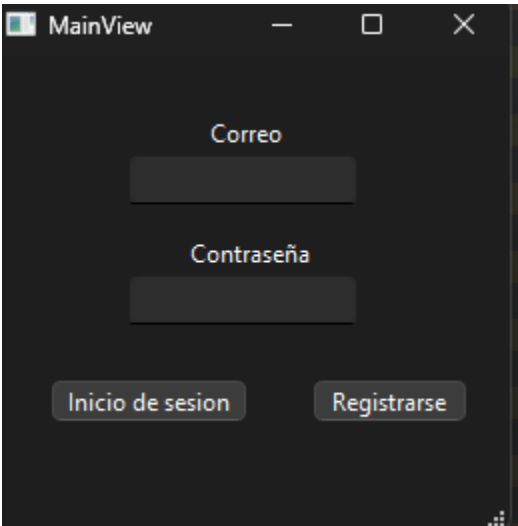 MainView
Correo
Contraseña
Inicio de sesion Registrarse